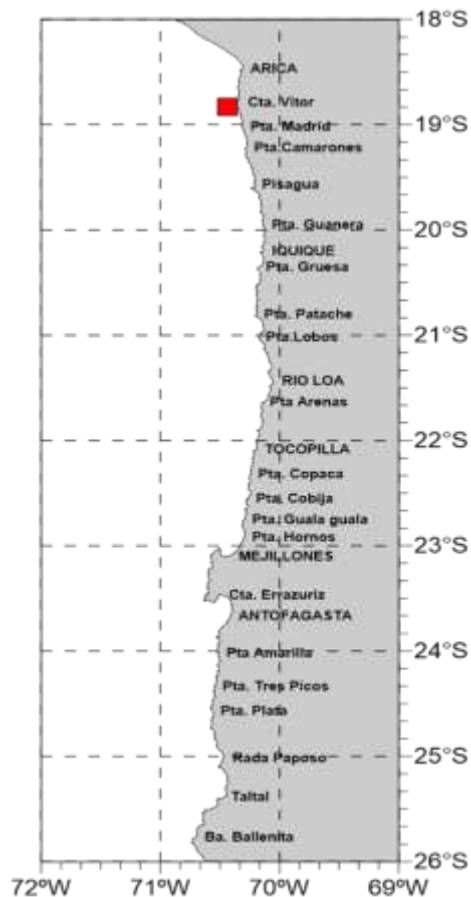 18°S
ARICA
Cta. Vitor
19°S
Pta. Madrid
Pta.Camarones
Pisagua
Pta. Guanera
20°S
IQUIQUE
Pta. Gruesa
Pta. Patache
21°S
Pta.Lobos
RIO LOA
Pta Arenas
22°S
TOCOPILLA
Pta. Copaca
Pta. Cobija
Pta. Guala guala
Pta. Hornos
23°S
MEJILLONES
Cta. Errazuriz
ANTOFAGASTA
24°S
Pta Amarilla
Pta. Tres Picos
Pta. Plata
25°S
Rada Paposo
Taltal
Ba. Ballenita
26°S
72°W 71°W 70°W 69°W